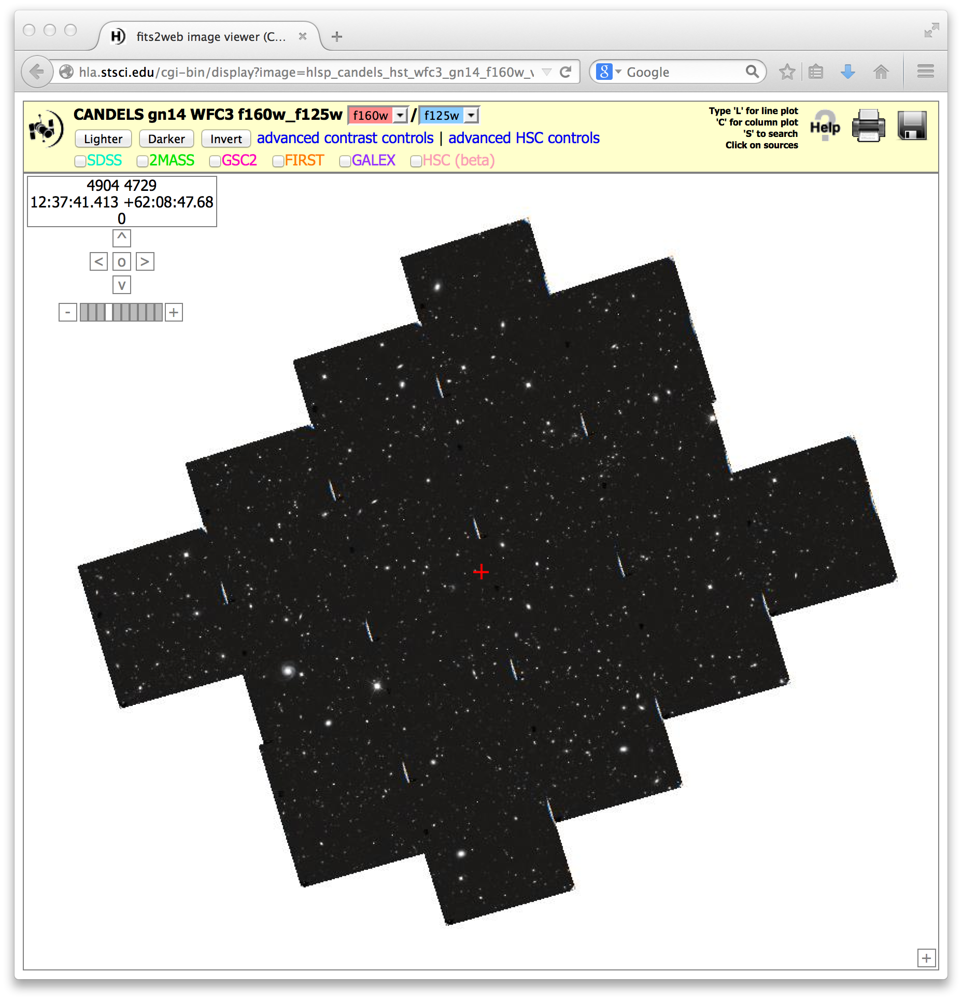 H) fits2web image viewer (C... × +
hla.stsci.edu/cgi-bin/display?image=hlsp_candels_hst_wfc3_gn14_f160w_v
g Google
CANDELS gn14 WFC3 f160w_f125w f160w / f125w
Lighter Darker Invert advanced contrast controls | advanced HSC controls
SDSS 2MASS GSC2 FIRST GALEX HSC (beta)
Type 'L' for line plot
'C' for column plot
'S' to search
Click on sources
Help
4904 4729
12:37:41.413 +62:08:47.68
0
^
< o >
v
- +
+